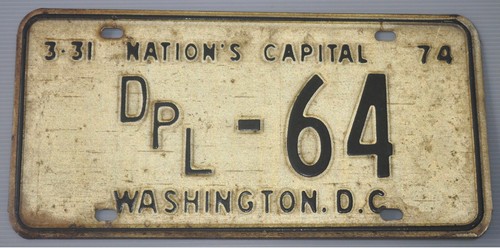 3·31 NATION'S CAPITAL 74
DPL-64
WASHINGTON.D.C.